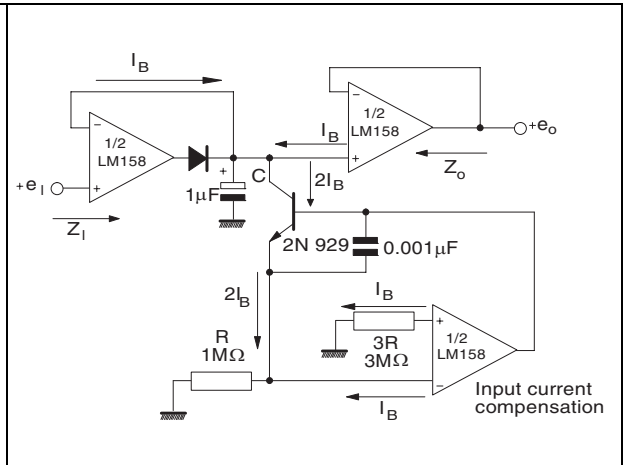 I_B
−
1/2
LM158
+
+e_I
Z_I
+
1μF
C
I_B
2I_B
−
1/2
LM158
+
+e_o
Z_o
2N 929
0.001μF
2I_B
R
1MΩ
I_B
3R
3MΩ
+
1/2
LM158
−
I_B
Input current
compensation